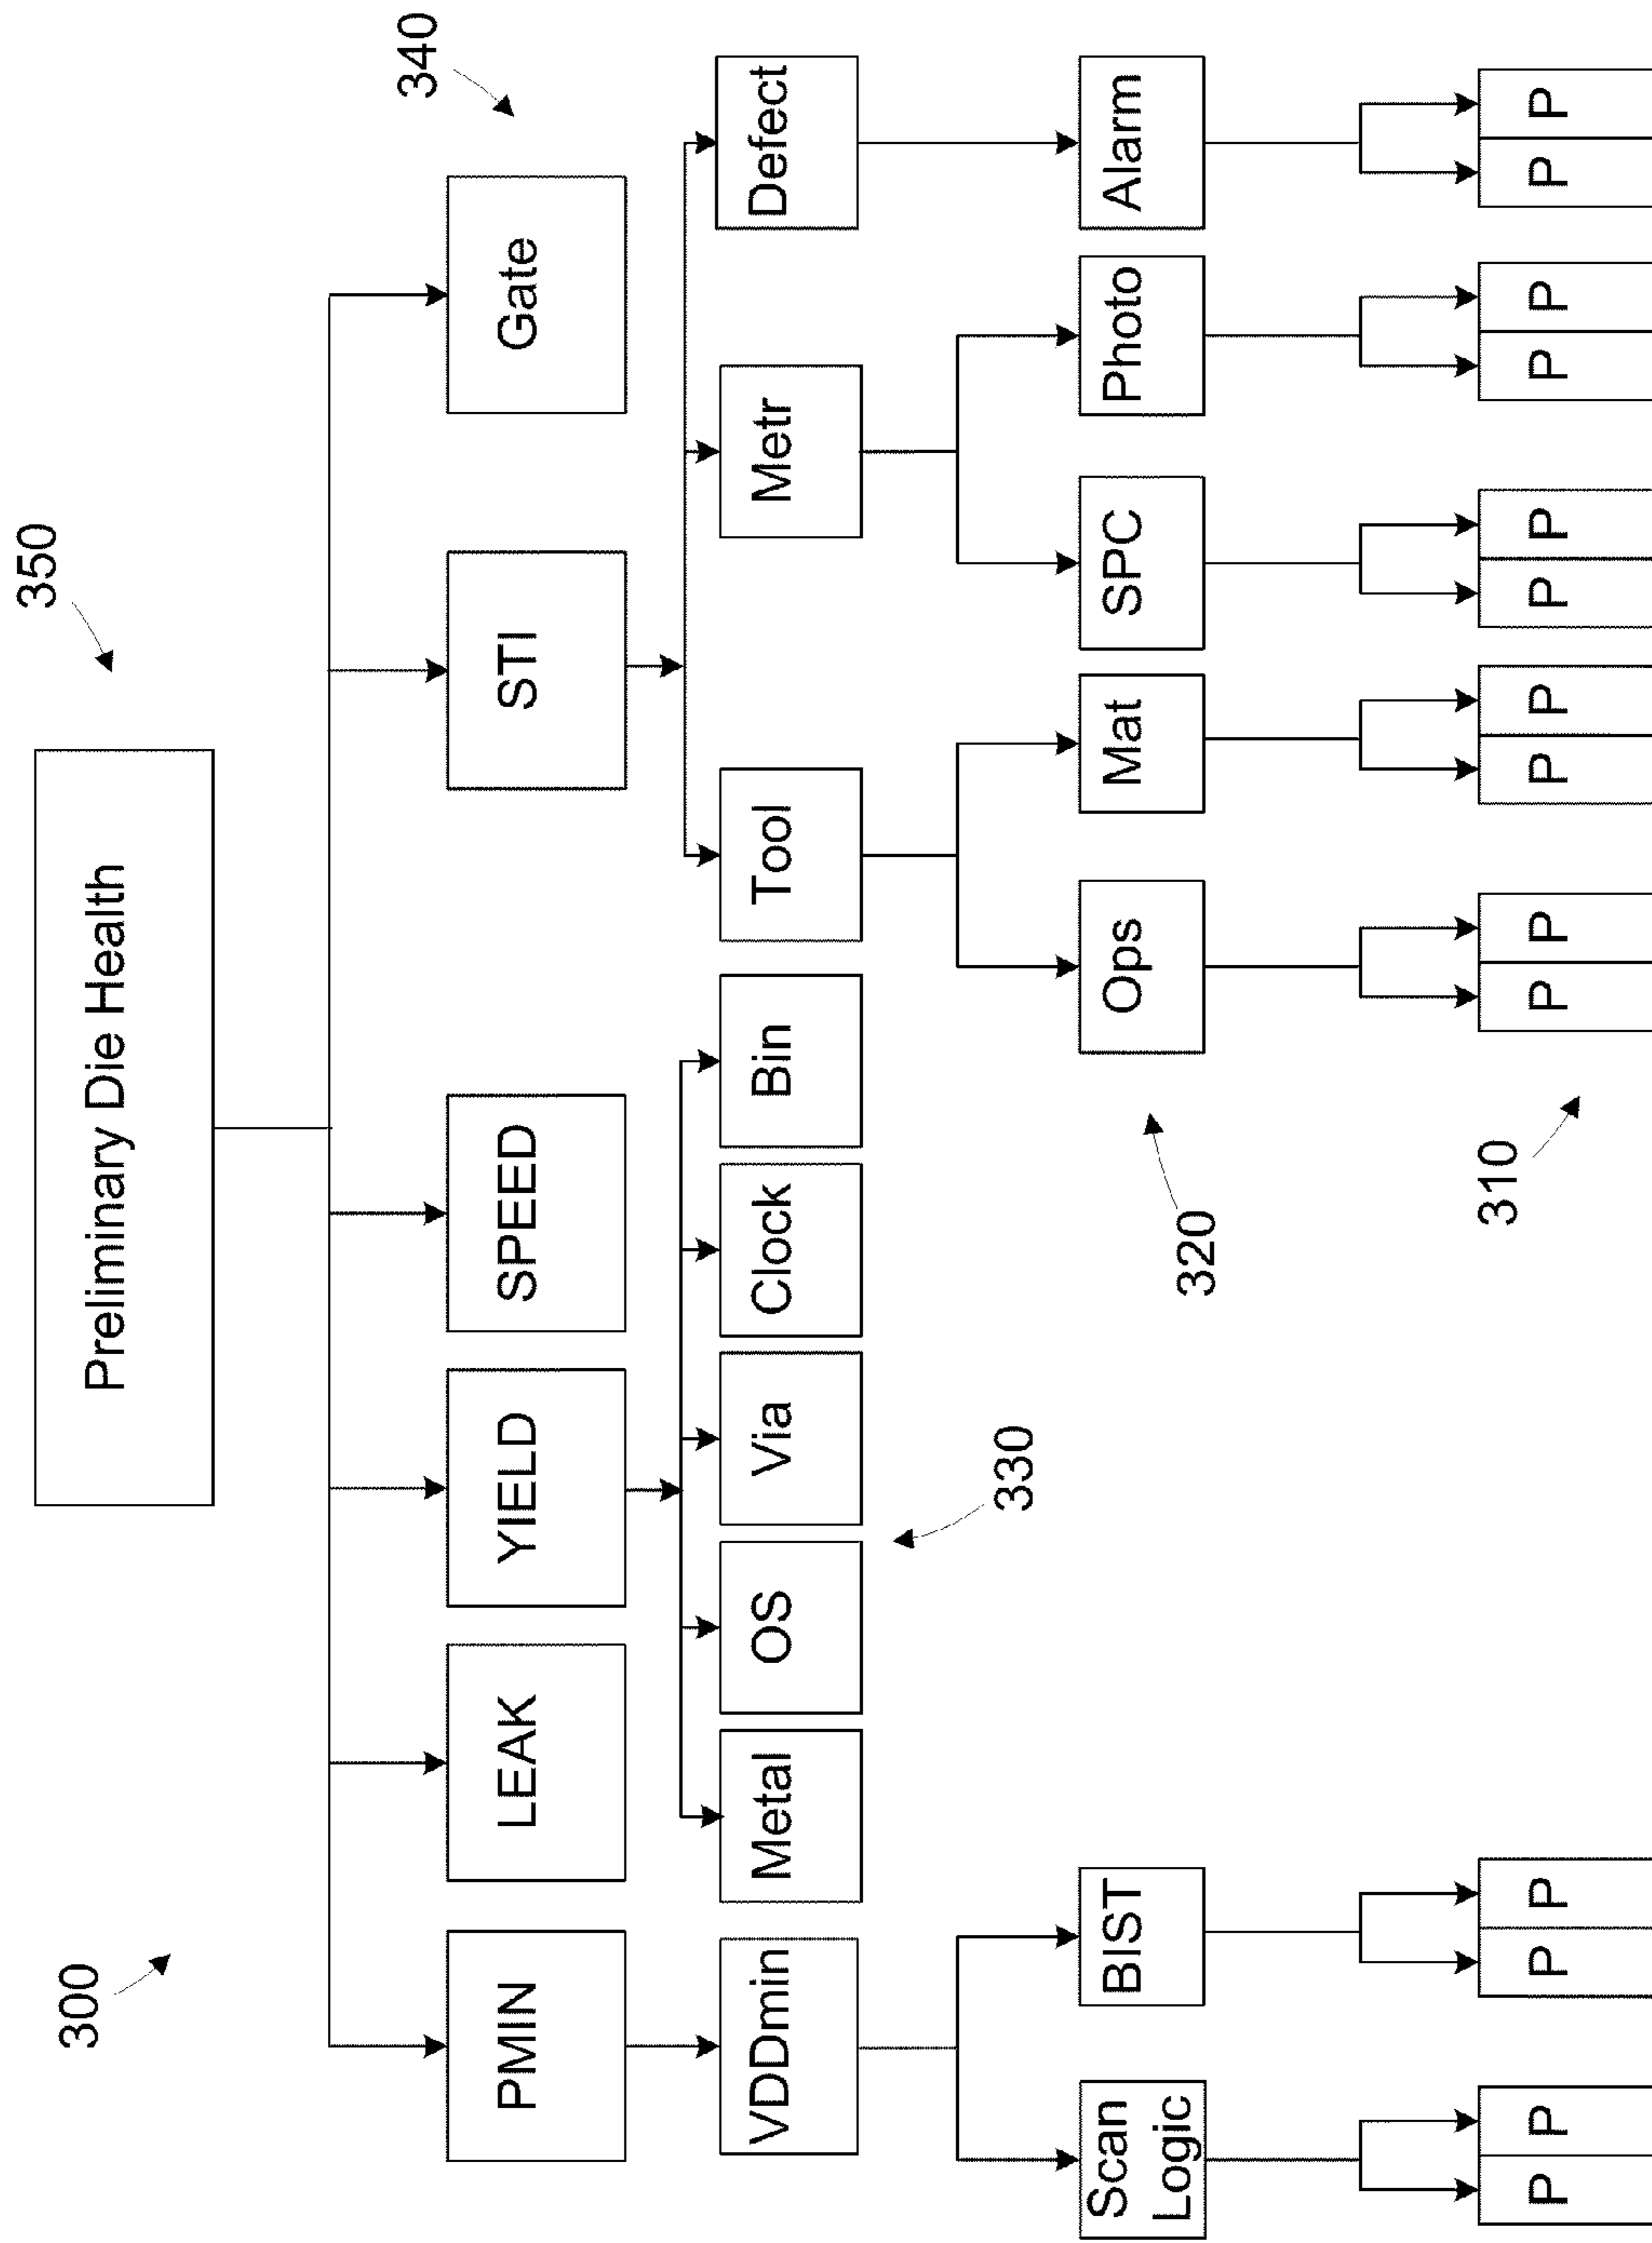 300
350
Preliminary Die Health
340
PMIN
LEAK
YIELD
SPEED
STI
Gate
VDDmin
Metal
OS
Via
Clock
Bin
Tool
Metr
Defect
330
Scan
Logic
BIST
Ops
Mat
SPC
Photo
Alarm
320
310
P
P
P
P
P
P
P
P
P
P
P
P
P
P